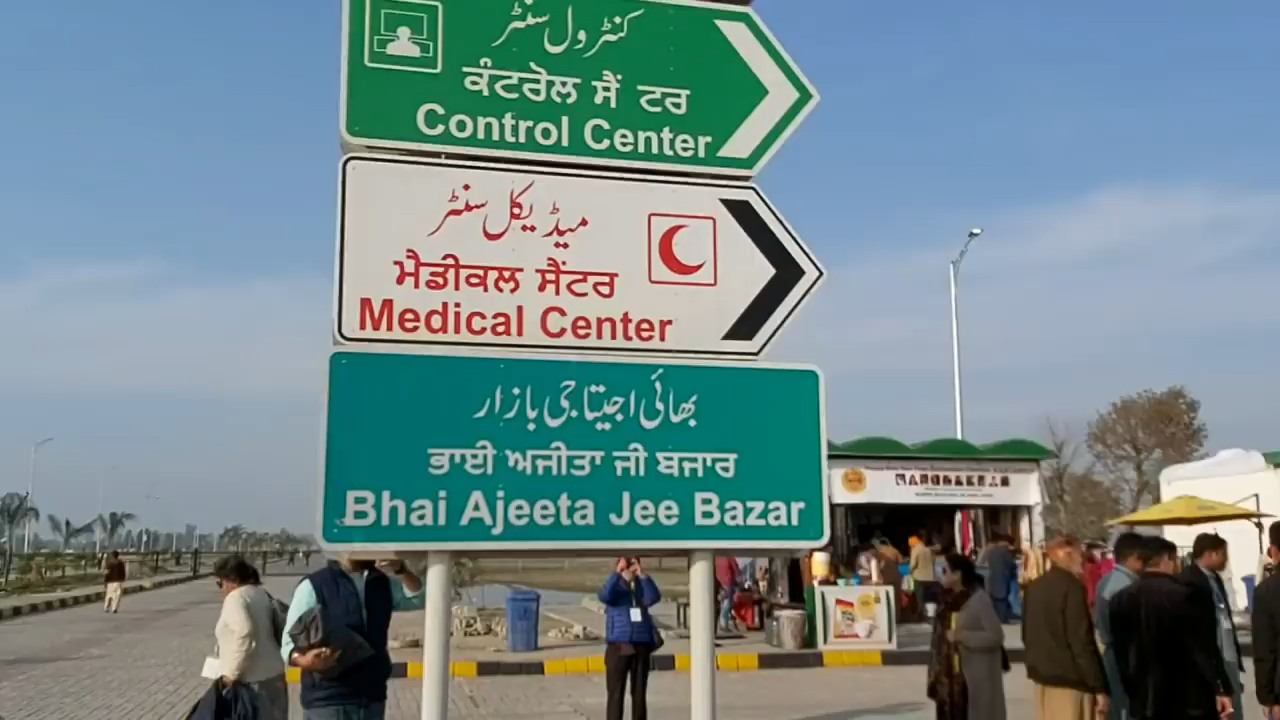 کنٹرول سنٹر
ਕੰਟਰੋਲ ਸੈਂ ਟਰ
Control Center
میڈیکل سنٹر
ਮੈਡੀਕਲ ਸੈਂਟਰ
Medical Center
بھائی اجیتا جی بازار
ਭਾਈ ਅਜੀਤਾ ਜੀ ਬਜਾਰ
Bhai Ajeeta Jee Bazar